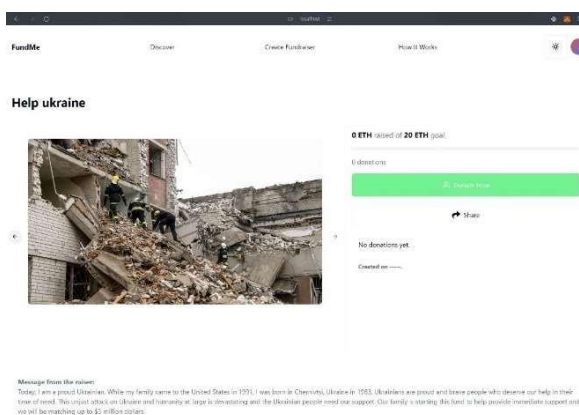 localhost
FundMe
Discover
Create Fundraiser
How It Works
Help ukraine
0 ETH raised of 20 ETH goal
0 donations
Donate Now
Share
No donations yet.
Created on -----.
Message from the raiser:
Today, I am a proud Ukrainian. While my family came to the United States in 1991, I was born in Chernivtsi, Ukraine in 1983. Ukrainians are proud and brave people who deserve our help in their
time of need. This unjust attack on Ukraine and humanity at large is devastating and the Ukrainian people need our support. Our family is starting this fund to help provide immediate support and
we will be matching up to $3 million dollars.